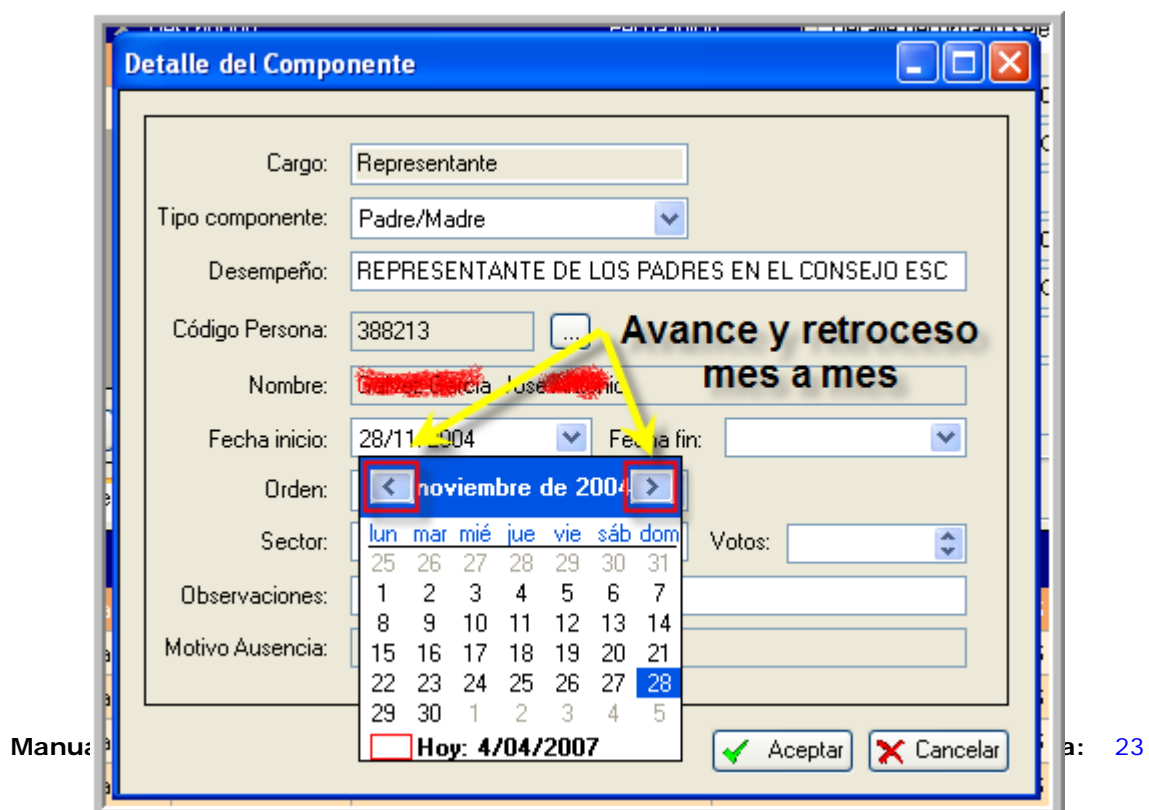 Detalle del Componente
Cargo: Representante
Tipo componente: Padre/Madre
Desempeño: REPRESENTANTE DE LOS PADRES EN EL CONSEJO ESC
Código Persona: 388213 ...
Avance y retroceso
mes a mes
Nombre:
Fecha inicio: 28/11/2004 Fecha fin:
Orden:
noviembre de 2004
Sector: Votos:
lun mar mié jue vie sáb dom
25 26 27 28 29 30 31
Observaciones:
1 2 3 4 5 6 7
8 9 10 11 12 13 14
Motivo Ausencia:
15 16 17 18 19 20 21
22 23 24 25 26 27 28
29 30 1 2 3 4 5
Hoy: 4/04/2007
Aceptar Cancelar
23